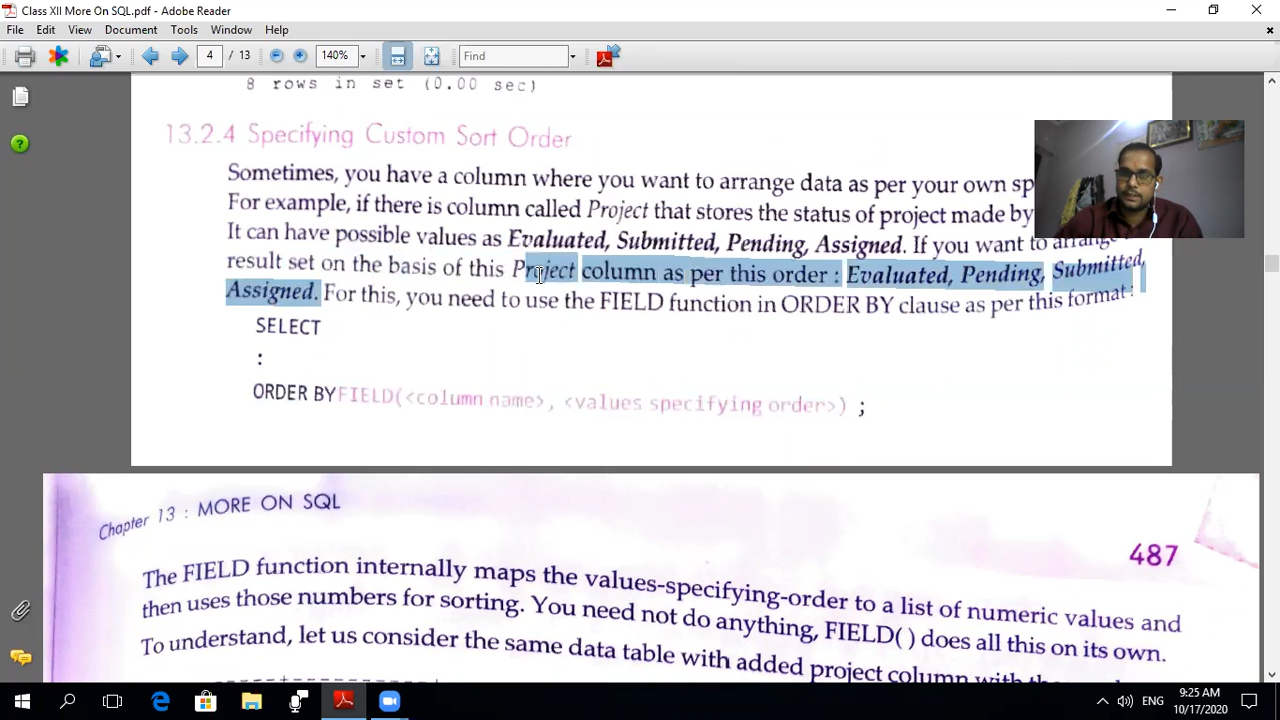 Class XII More On SQL.pdf - Adobe Reader
File Edit View Document Tools Window Help
4 / 13 140% Find
8 rows in set (0.00 sec)
13.2.4 Specifying Custom Sort Order
Sometimes, you have a column where you want to arrange data as per your own sp
For example, if there is column called Project that stores the status of project made by
It can have possible values as Evaluated, Submitted, Pending, Assigned. If you want to arrange
result set on the basis of this Project column as per this order : Evaluated, Pending, Submitted,
Assigned. For this, you need to use the FIELD function in ORDER BY clause as per this format :
SELECT
:
ORDER BY FIELD(<column name>, <values specifying order>) ;
Chapter 13 : MORE ON SQL
487
The FIELD function internally maps the values-specifying-order to a list of numeric values and
then uses those numbers for sorting. You need not do anything, FIELD( ) does all this on its own.
To understand, let us consider the same data table with added project column with the
ENG
9:25 AM
10/17/2020